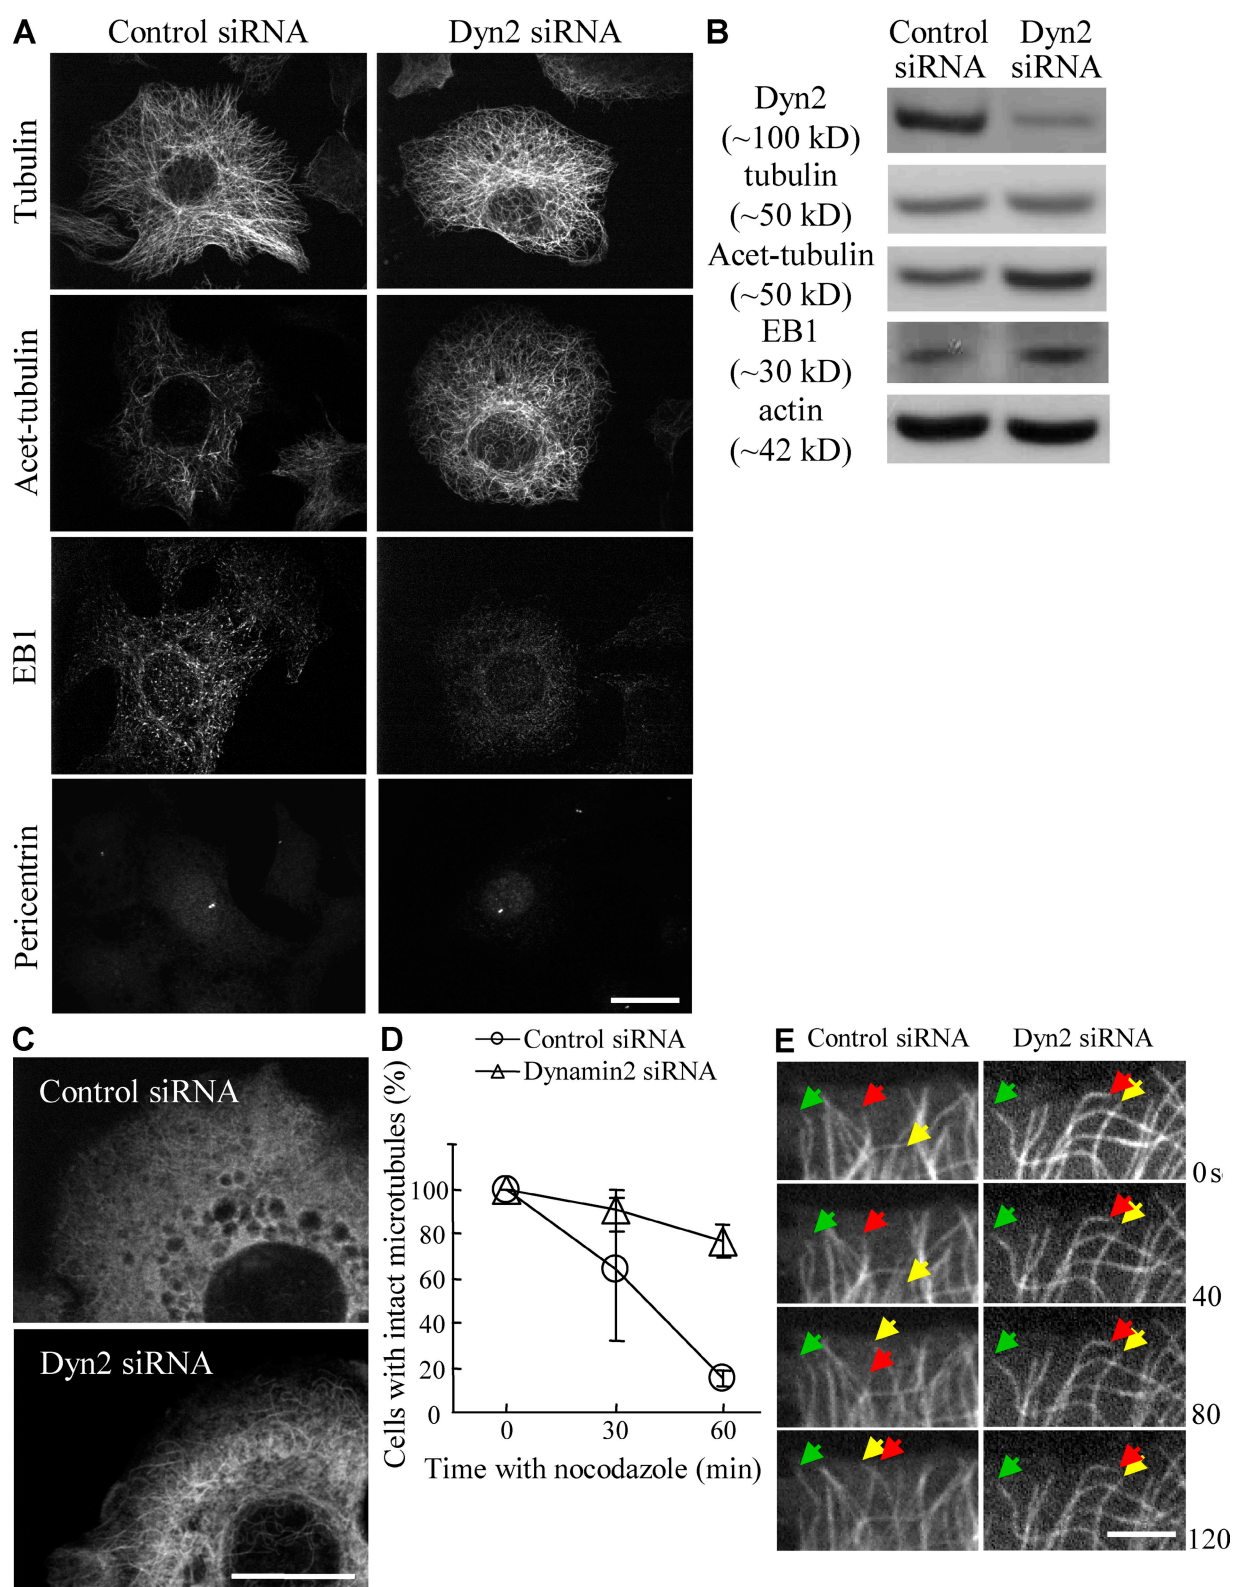 A
Control siRNA
Dyn2 siRNA
Tubulin
Acet-tubulin
EB1
Pericentrin
B
Control siRNA
Dyn2 siRNA
Dyn2
(~100 kD)
tubulin
(~50 kD)
Acet-tubulin
(~50 kD)
EB1
(~30 kD)
actin
(~42 kD)
C
Control siRNA
Dyn2 siRNA
D
Control siRNA
Dynamin2 siRNA
Cells with intact microtubules (%)
100
80
60
40
20
0
0 30 60
Time with nocodazole (min)
E
Control siRNA
Dyn2 siRNA
0 s
40
80
120